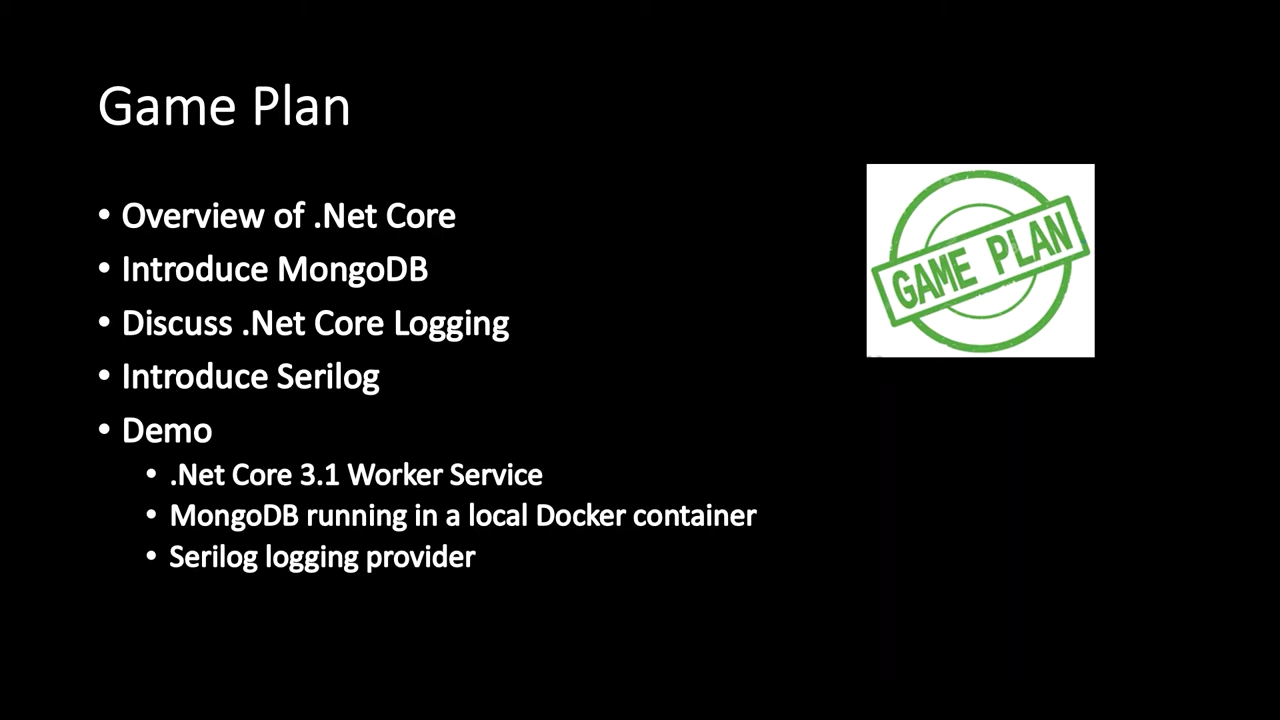 Game Plan
• Overview of .Net Core
• Introduce MongoDB
• Discuss .Net Core Logging
• Introduce Serilog
• Demo
• .Net Core 3.1 Worker Service
• MongoDB running in a local Docker container
• Serilog logging provider
GAME PLAN